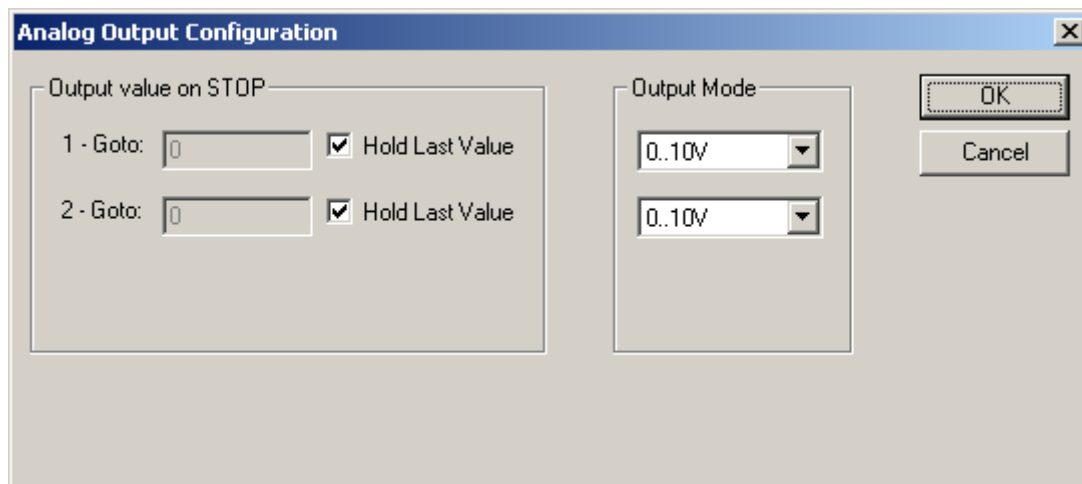 Analog Output Configuration
Output value on STOP
1 - Goto: 0 Hold Last Value
2 - Goto: 0 Hold Last Value
Output Mode
0..10V
0..10V
OK
Cancel